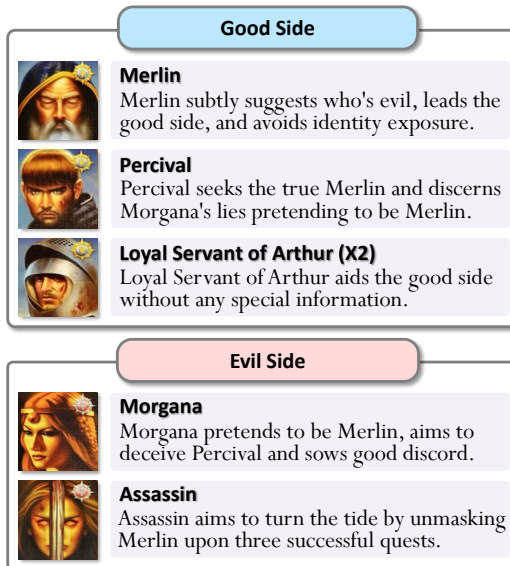 Good Side
Merlin
Merlin subtly suggests who's evil, leads the
good side, and avoids identity exposure.
Percival
Percival seeks the true Merlin and discerns
Morgana's lies pretending to be Merlin.
Loyal Servant of Arthur (X2)
Loyal Servant of Arthur aids the good side
without any special information.
Evil Side
Morgana
Morgana pretends to be Merlin, aims to
deceive Percival and sows good discord.
Assassin
Assassin aims to turn the tide by unmasking
Merlin upon three successful quests.